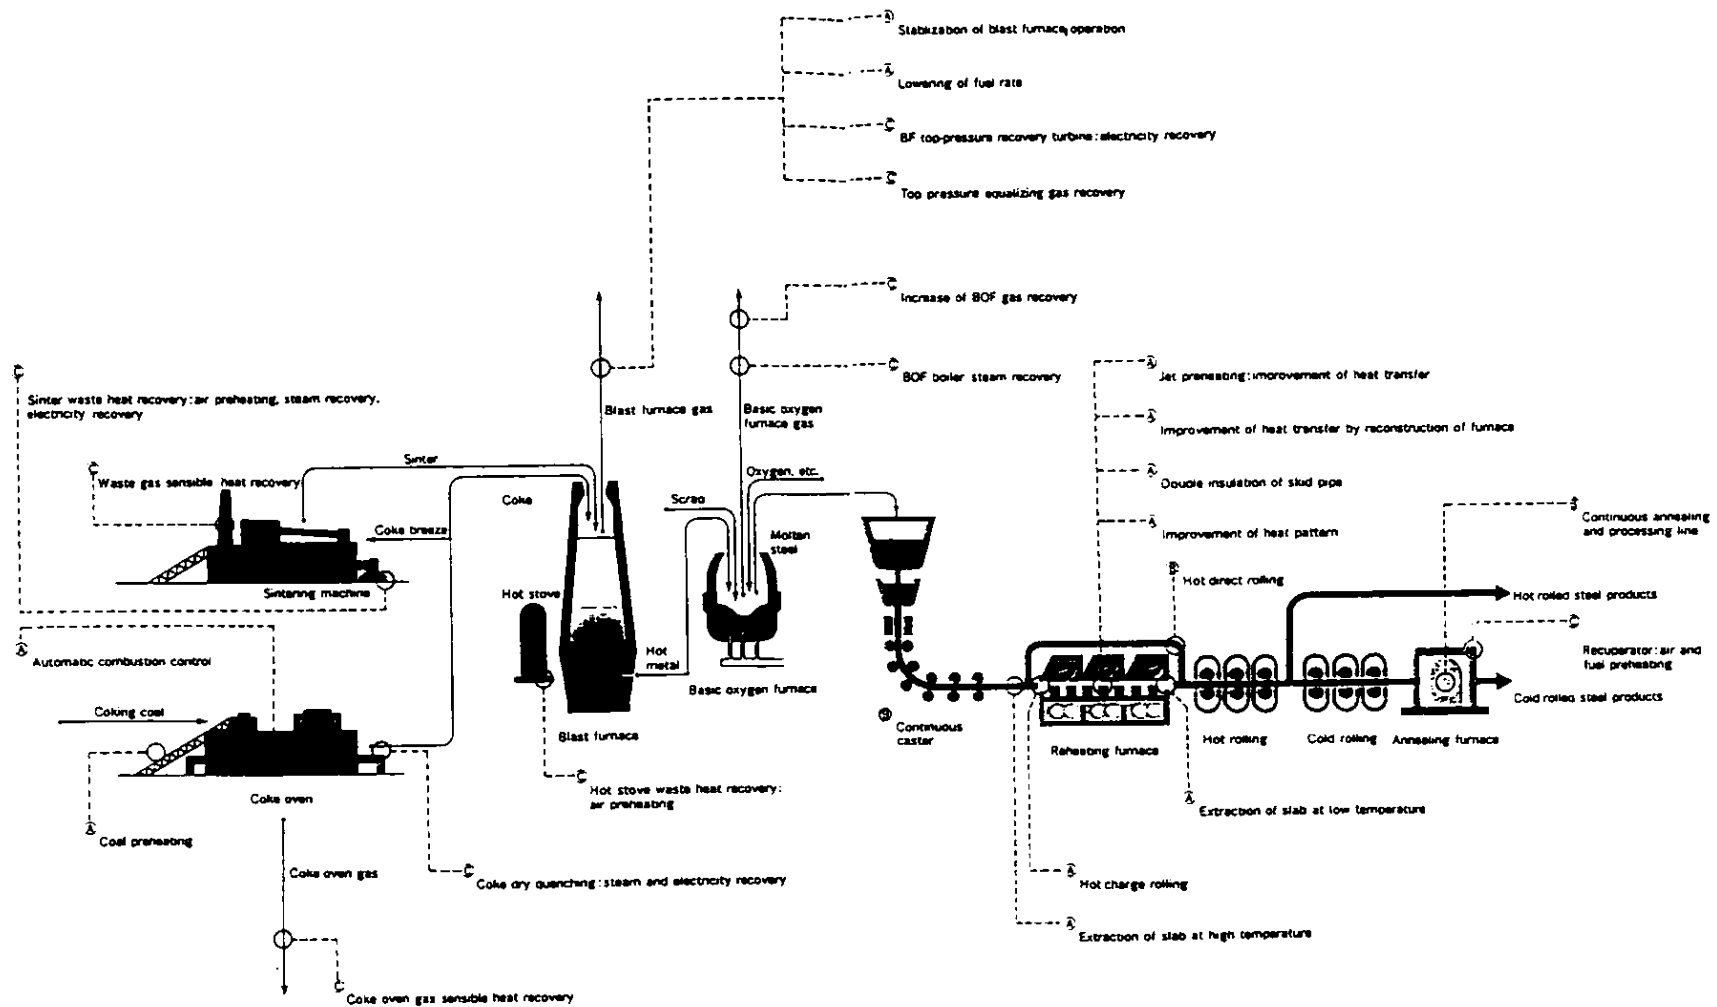 A
Stabilization of blast furnace operation
A
Lowering of fuel rate
C
BF top-pressure recovery turbine: electricity recovery
C
Top pressure equalizing gas recovery
C
Increase of BOF gas recovery
C
BOF boiler steam recovery
C
Sinter waste heat recovery: air preheating, steam recovery,
electricity recovery
C
Waste gas sensible heat recovery
Sinter
Coke breeze
Sintering machine
Coke
Blast furnace gas
Basic oxygen
furnace gas
Oxygen, etc.
Scrap
Molten
steel
Hot stove
Hot
metal
Basic oxygen furnace
Blast furnace
A
Automatic combustion control
Coking coal
Coke oven
A
Coal preheating
Coke oven gas
C
Coke dry quenching: steam and electricity recovery
C
Coke oven gas sensible heat recovery
C
Hot stove waste heat recovery:
air preheating
A
Jet preheating: improvement of heat transfer
A
Improvement of heat transfer by reconstruction of furnace
A
Double insulation of skid pipe
A
Improvement of heat pattern
B
Hot direct rolling
B
Continuous annealing
and processing line
Hot rolled steel products
C
Recuperator: air and
fuel preheating
Cold rolled steel products
B
Continuous
caster
Reheating furnace
Hot rolling
Cold rolling
Annealing furnace
A
Extraction of slab at low temperature
A
Hot charge rolling
A
Extraction of slab at high temperature